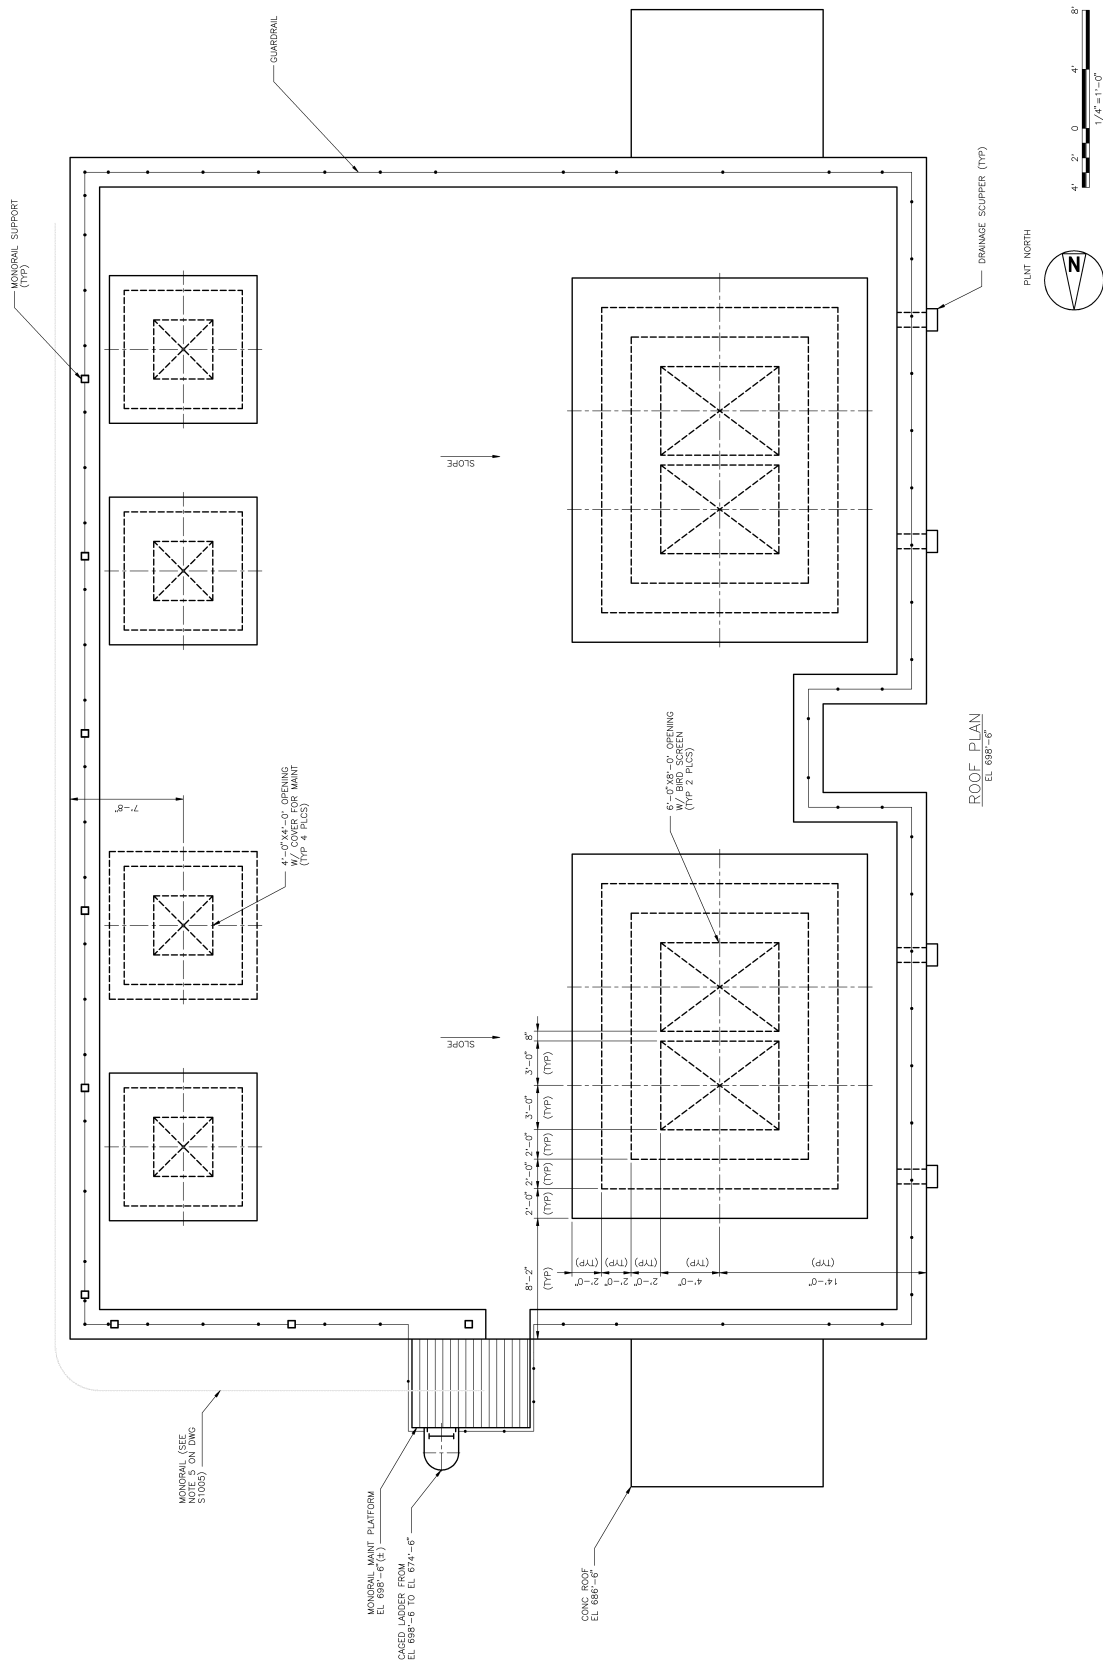 GUARDRAIL
MONORAIL SUPPORT
(TYP)
DRAINAGE SCUPPER (TYP)
PLNT NORTH
N
4'
2'
0
4'
8'
1/4"=1'-0"
SLOPE
SLOPE
7'-8"
4'-0"X4'-0" OPENING
W/ COVER FOR MAINT
(TYP 4 PLCS)
6'-0"X8'-0" OPENING
W/ BIRD SCREEN
(TYP 2 PLCS)
ROOF PLAN
EL 698'-6"
8'-2"
(TYP)
2'-0"
(TYP)
2'-0"
(TYP)
2'-0"
(TYP)
3'-0"
(TYP)
3'-0"
(TYP)
8"
2'-0"
(TYP)
2'-0"
(TYP)
2'-0"
(TYP)
4'-0"
(TYP)
14'-0"
(TYP)
MONORAIL (SEE
NOTE 5 ON DWG
S1005)
MONORAIL MAINT PLATFORM
EL 698'-6"(±)
CAGED LADDER FROM
EL 698'-6 TO EL 674'-6"
CONC ROOF
EL 686'-6"